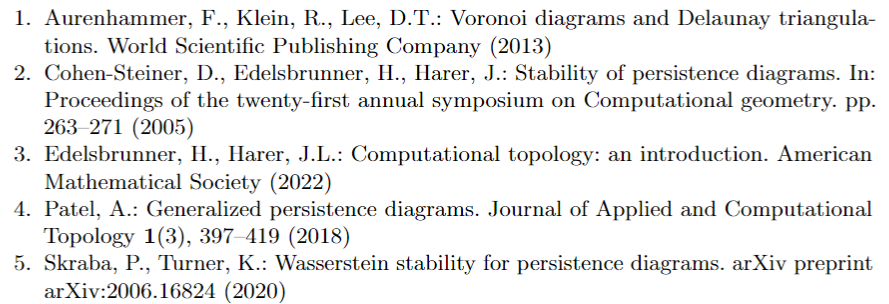 1. Aurenhammer, F., Klein, R., Lee, D.T.: Voronoi diagrams and Delaunay triangula-
tions. World Scientific Publishing Company (2013)
2. Cohen-Steiner, D., Edelsbrunner, H., Harer, J.: Stability of persistence diagrams. In:
Proceedings of the twenty-first annual symposium on Computational geometry. pp.
263–271 (2005)
3. Edelsbrunner, H., Harer, J.L.: Computational topology: an introduction. American
Mathematical Society (2022)
4. Patel, A.: Generalized persistence diagrams. Journal of Applied and Computational
Topology 1(3), 397–419 (2018)
5. Skraba, P., Turner, K.: Wasserstein stability for persistence diagrams. arXiv preprint
arXiv:2006.16824 (2020)